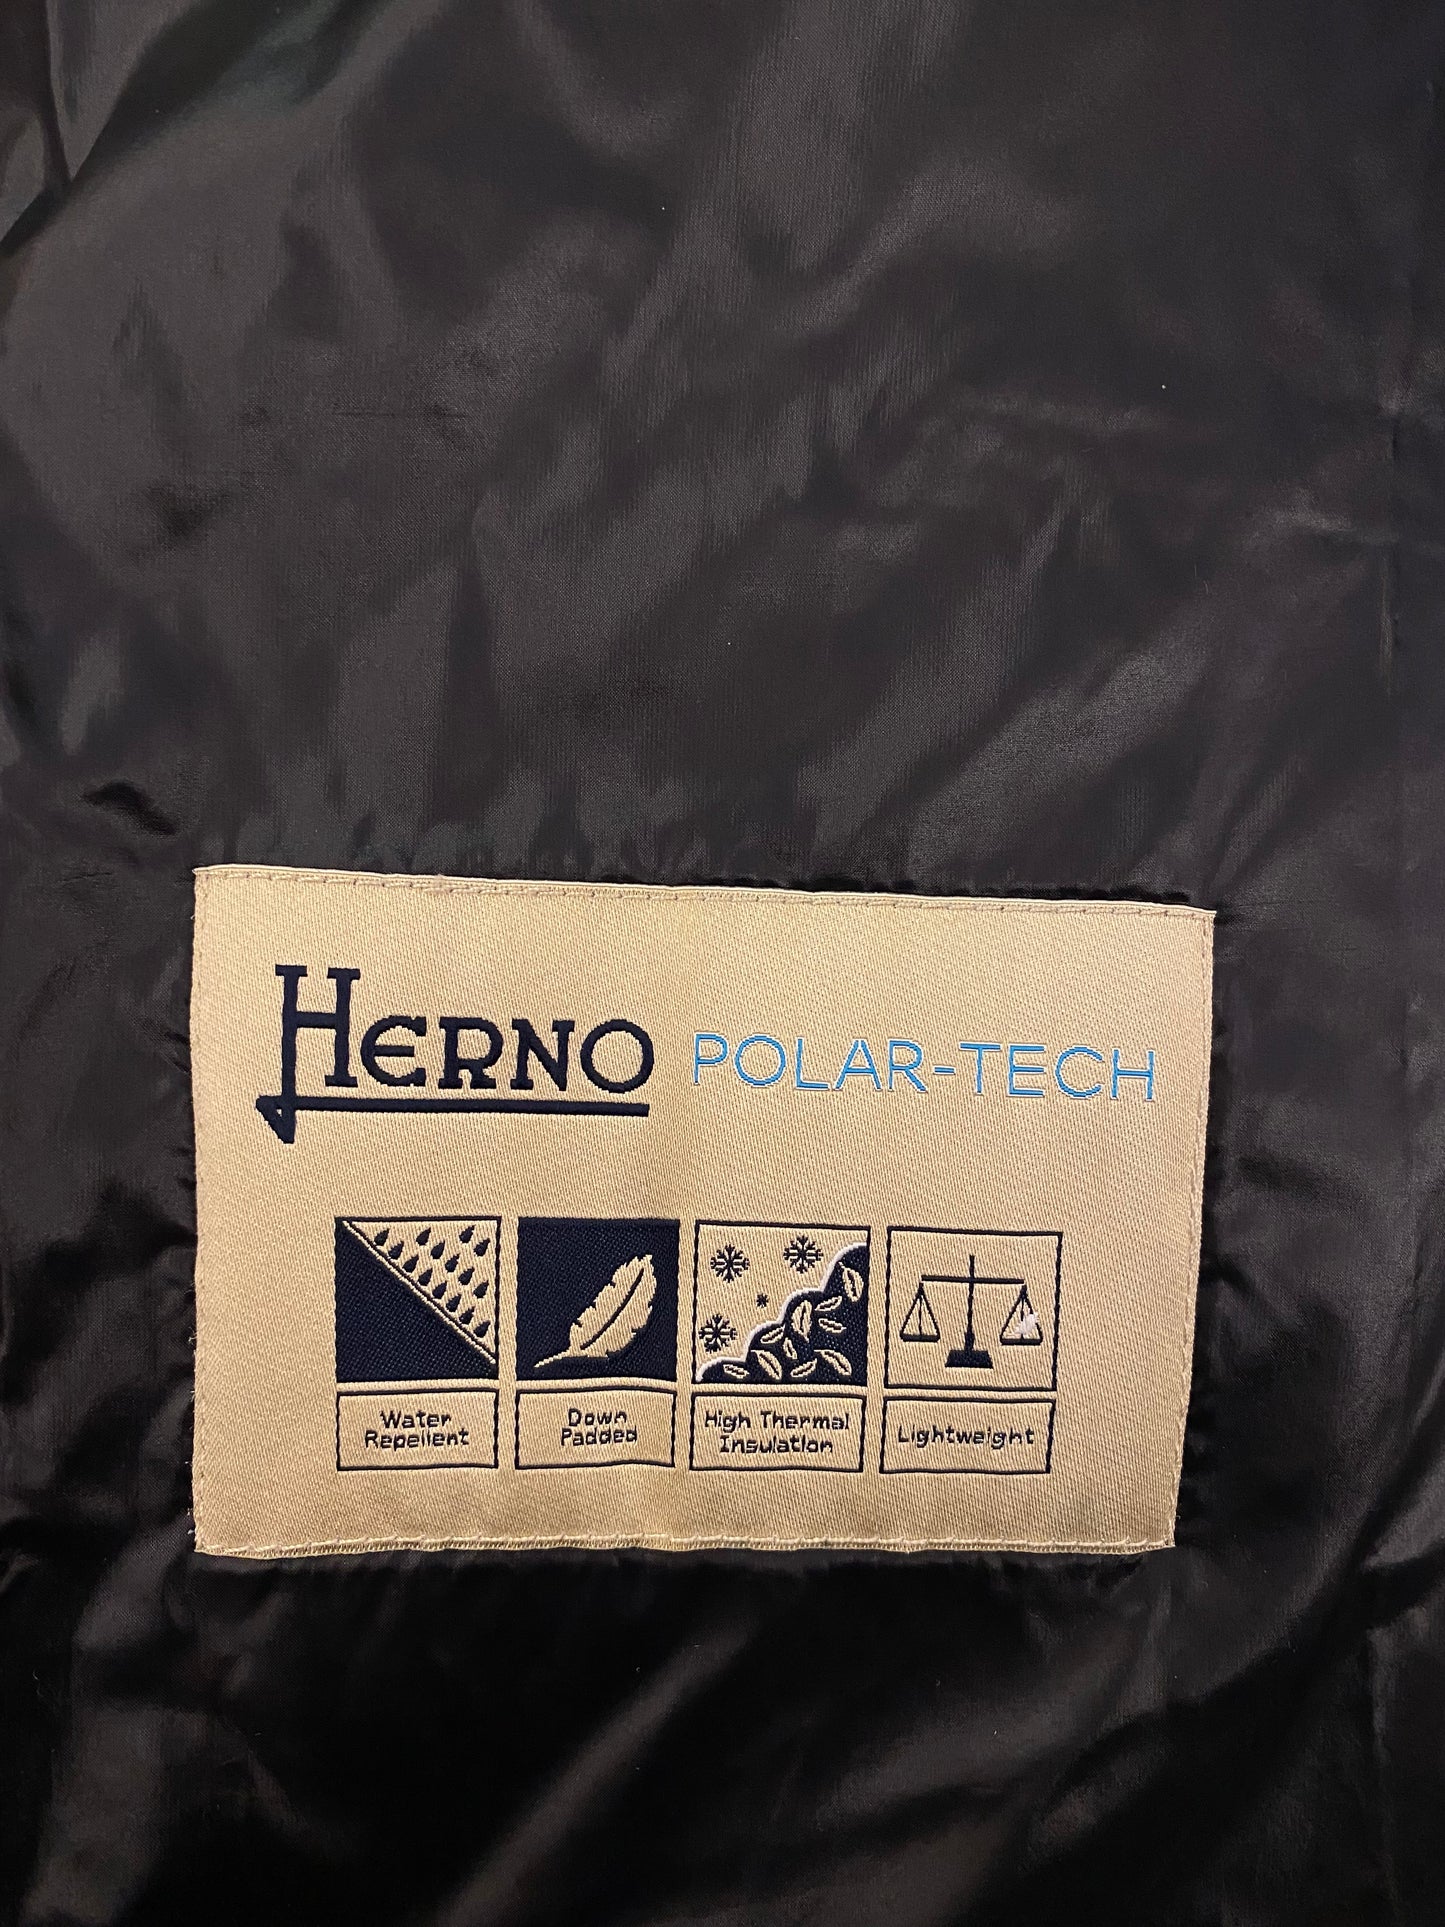 HERNO POLAR-TECH
Water
Repellent
Down
Padded
High Thermal
Insulation
Lightweight